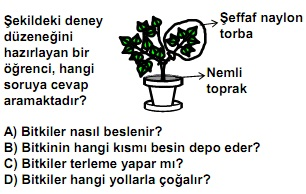 Şekildeki deney
düzeneğini
hazırlayan bir
öğrenci, hangi
soruya cevap
aramaktadır?
Şeffaf naylon
torba
Nemli
toprak
A) Bitkiler nasıl beslenir?
B) Bitkinin hangi kısmı besin depo eder?
C) Bitkiler terleme yapar mı?
D) Bitkiler hangi yollarla çoğalır?